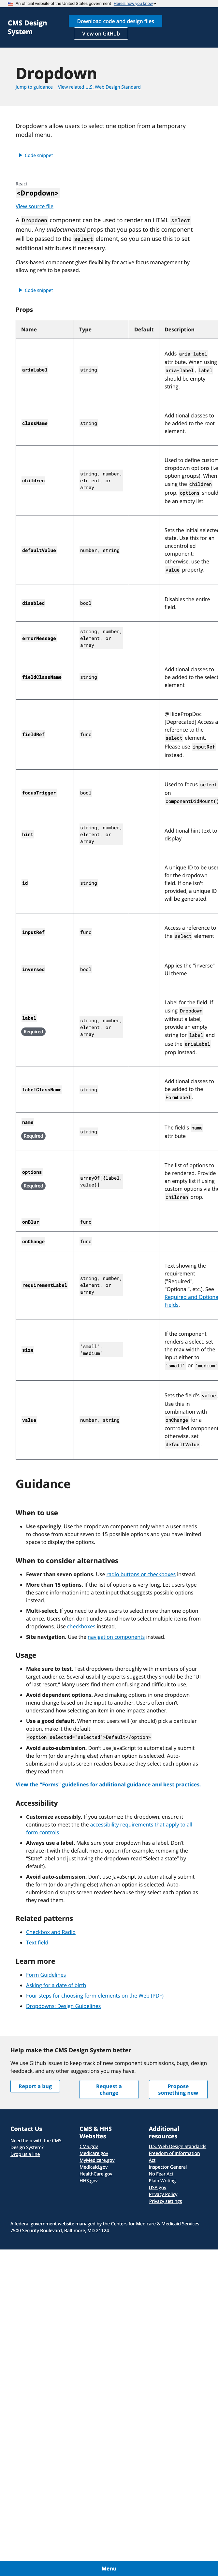 An official website of the United States government Here's how you know
CMS Design
System
Download code and design files
View on GitHub
Dropdown
Jump to guidance View related U.S. Web Design Standard
Dropdowns allow users to select one option from a temporary
modal menu.
Code snippet
React
<Dropdown>
View source file
A Dropdown component can be used to render an HTML select
menu. Any undocumented props that you pass to this component
will be passed to the select element, so you can use this to set
additional attributes if necessary.
Class-based component gives flexibility for active focus management by
allowing refs to be passed.
Code snippet
Props
Name Type Default Description
ariaLabel string Adds aria-label
attribute. When using
aria-label, label
should be empty
string.
className string Additional classes to
be added to the root
element.
children string, number,
element, or
array
Used to define custom
dropdown options (i.e.
option groups). When
using the children
prop, options should
be an empty list.
defaultValue number, string Sets the initial selected
state. Use this for an
uncontrolled
component;
otherwise, use the
value property.
disabled bool Disables the entire
field.
errorMessage string, number,
element, or
array
fieldClassName string Additional classes to
be added to the select
element
fieldRef func @HidePropDoc
[Deprecated] Access a
reference to the
select element.
Please use inputRef
instead.
focusTrigger bool Used to focus select
on
componentDidMount()
hint string, number,
element, or
array
Additional hint text to
display
id string A unique ID to be used
for the dropdown
field. If one isn't
provided, a unique ID
will be generated.
inputRef func Access a reference to
the select element
inversed bool Applies the "inverse"
UI theme
label
Required
string, number,
element, or
array
Label for the field. If
using Dropdown
without a label,
provide an empty
string for label and
use the ariaLabel
prop instead.
labelClassName string Additional classes to
be added to the
FormLabel.
name
Required
string The field's name
attribute
options
Required
arrayOf[{label,
value}]
The list of options to
be rendered. Provide
an empty list if using
custom options via the
children prop.
onBlur func
onChange func
requirementLabel string, number,
element, or
array
Text showing the
requirement
("Required",
"Optional", etc.). See
Required and Optional
Fields.
size 'small',
'medium'
If the component
renders a select, set
the max-width of the
input either to
'small' or 'medium'
value number, string Sets the field's value.
Use this in
combination with
onChange for a
controlled component;
otherwise, set
defaultValue.
Guidance
When to use
Use sparingly. Use the dropdown component only when a user needs
to choose from about seven to 15 possible options and you have limited
space to display all of the options.
When to consider alternatives
Fewer than seven options. Use radio buttons or checkboxes instead.
More than 15 options. If the list of options is very long. Let users type
the same information into a text input that suggests possible options
instead.
Multi-select. If you need to allow users to select more than one option
at once. Users often don't understand how to select multiple items from
dropdowns. Use checkboxes instead.
Site navigation. Use the navigation components instead.
Usage
Make sure to test. Test dropdowns thoroughly with members of your
target audience. Several usability experts suggest they should be the "UI
of last resort." Many users find them confusing and difficult to use.
Avoid dependent options. Avoid making options in one dropdown
menu change based on the input of another. Users often don't
understand how selecting an item in one impacts another.
Use a good default. When most users will (or should) pick a particular
option, make it the default:
<option selected="selected">Default</option>
Avoid auto-submission. Don't use JavaScript to automatically submit
the form (or do anything else) when an option is selected. Auto-
submission disrupts screen readers because they select each option as
they read them.
View the "Forms" guidelines for additional guidance and best practices.
Accessibility
Customize accessibly. If you customize the dropdown, ensure it
continues to meet the the accessibility requirements that apply to all
form controls.
Always use a label. Make sure your dropdown has a label. Don't
replace it with the default menu option (for example, removing the
"State" label and just having the dropdown read "Select a state" by
default).
Avoid auto-submission. Don't use JavaScript to automatically submit
the form (or do anything else) when an option is selected. Auto-
submission disrupts screen readers because they select each option as
they read them.
Related patterns
Checkbox and Radio
Text field
Learn more
Form Guidelines
Asking for a date of birth
Four steps for choosing form elements on the Web (PDF)
Dropdowns: Design Guidelines
Help make the CMS Design System better
We use Github issues to keep track of new component submissions, bugs, design
feedback, and any other suggestions you may have.
Report a bug
Request a
change
Propose
something new
Contact Us
Need help with the CMS
Design System?
Drop us a line
CMS & HHS
Websites
CMS.gov
Medicare.gov
MyMedicare.gov
Medicaid.gov
HealthCare.gov
HHS.gov
Additional
resources
U.S. Web Design Standards
Freedom of Information
Act
Inspector General
No Fear Act
Plain Writing
USA.gov
Privacy Policy
Privacy settings
A federal government website managed by the Centers for Medicare & Medicaid Services
7500 Security Boulevard, Baltimore, MD 21124
Menu